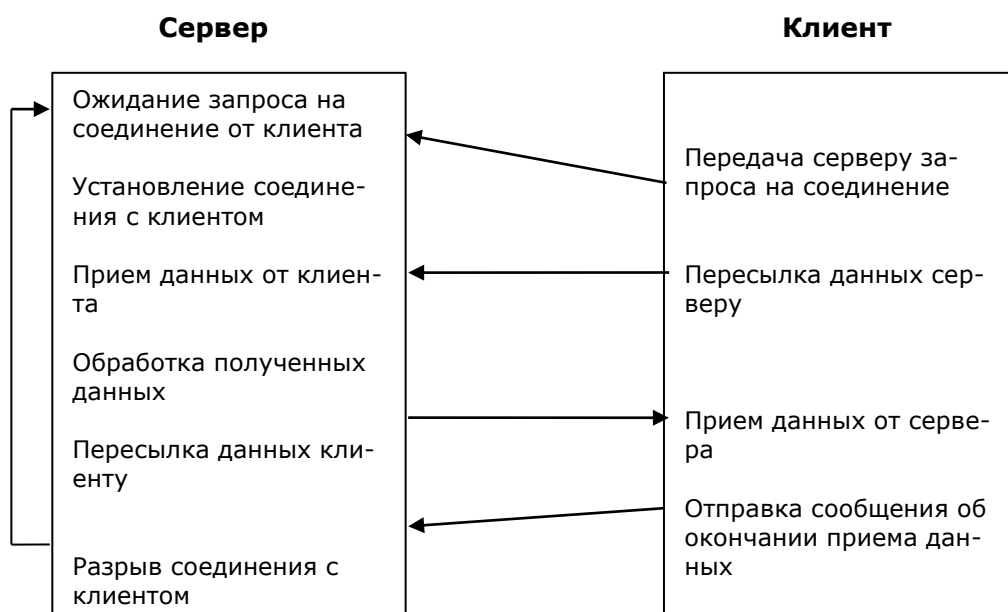 Сервер
Клиент
Ожидание запроса на
соединение от клиента
Установление соедине-
ния с клиентом
Прием данных от клиен-
та
Обработка полученных
данных
Пересылка данных кли-
енту
Разрыв соединения с
клиентом
Передача серверу за-
проса на соединение
Пересылка данных сер-
веру
Прием данных от серве-
ра
Отправка сообщения об
окончании приема дан-
ных